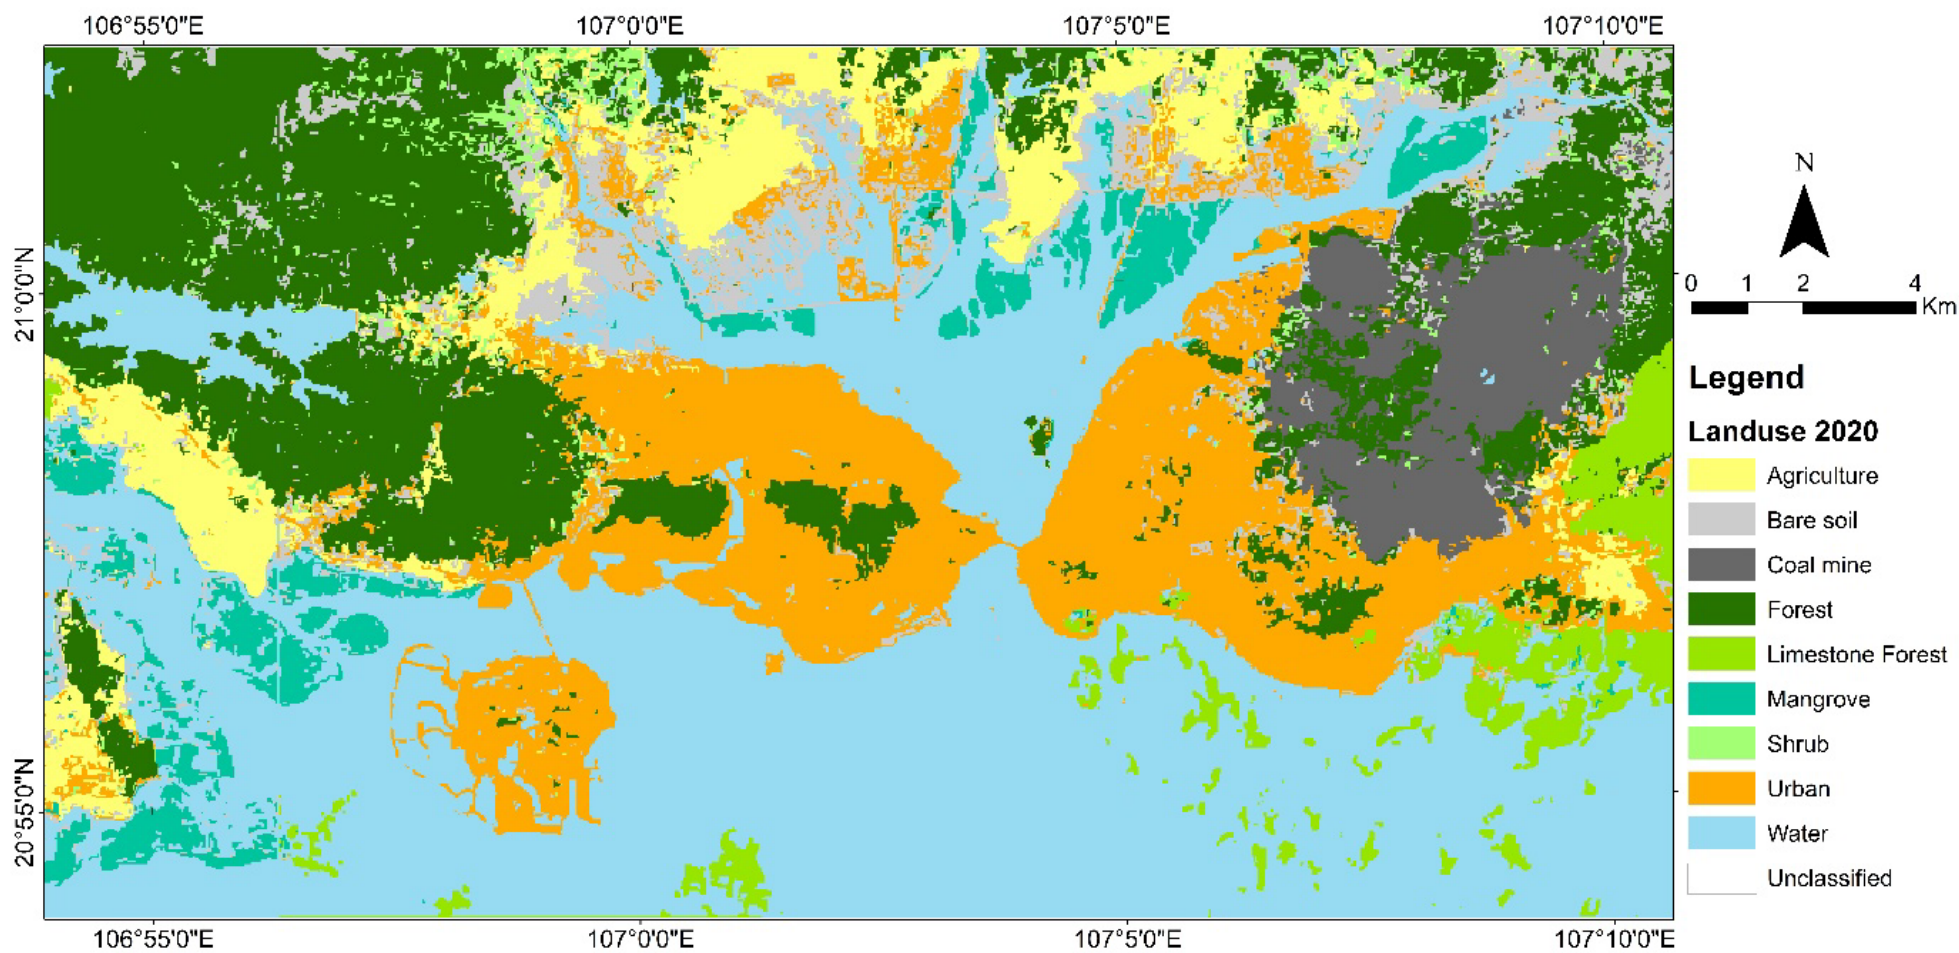 106°55'0"E 107°0'0"E 107°5'0"E 107°10'0"E
21°0'0"N
20°55'0"N
106°55'0"E 107°0'0"E 107°5'0"E 107°10'0"E
N
0 1 2 4
Km
Legend
Landuse 2020
Agriculture
Bare soil
Coal mine
Forest
Limestone Forest
Mangrove
Shrub
Urban
Water
Unclassified